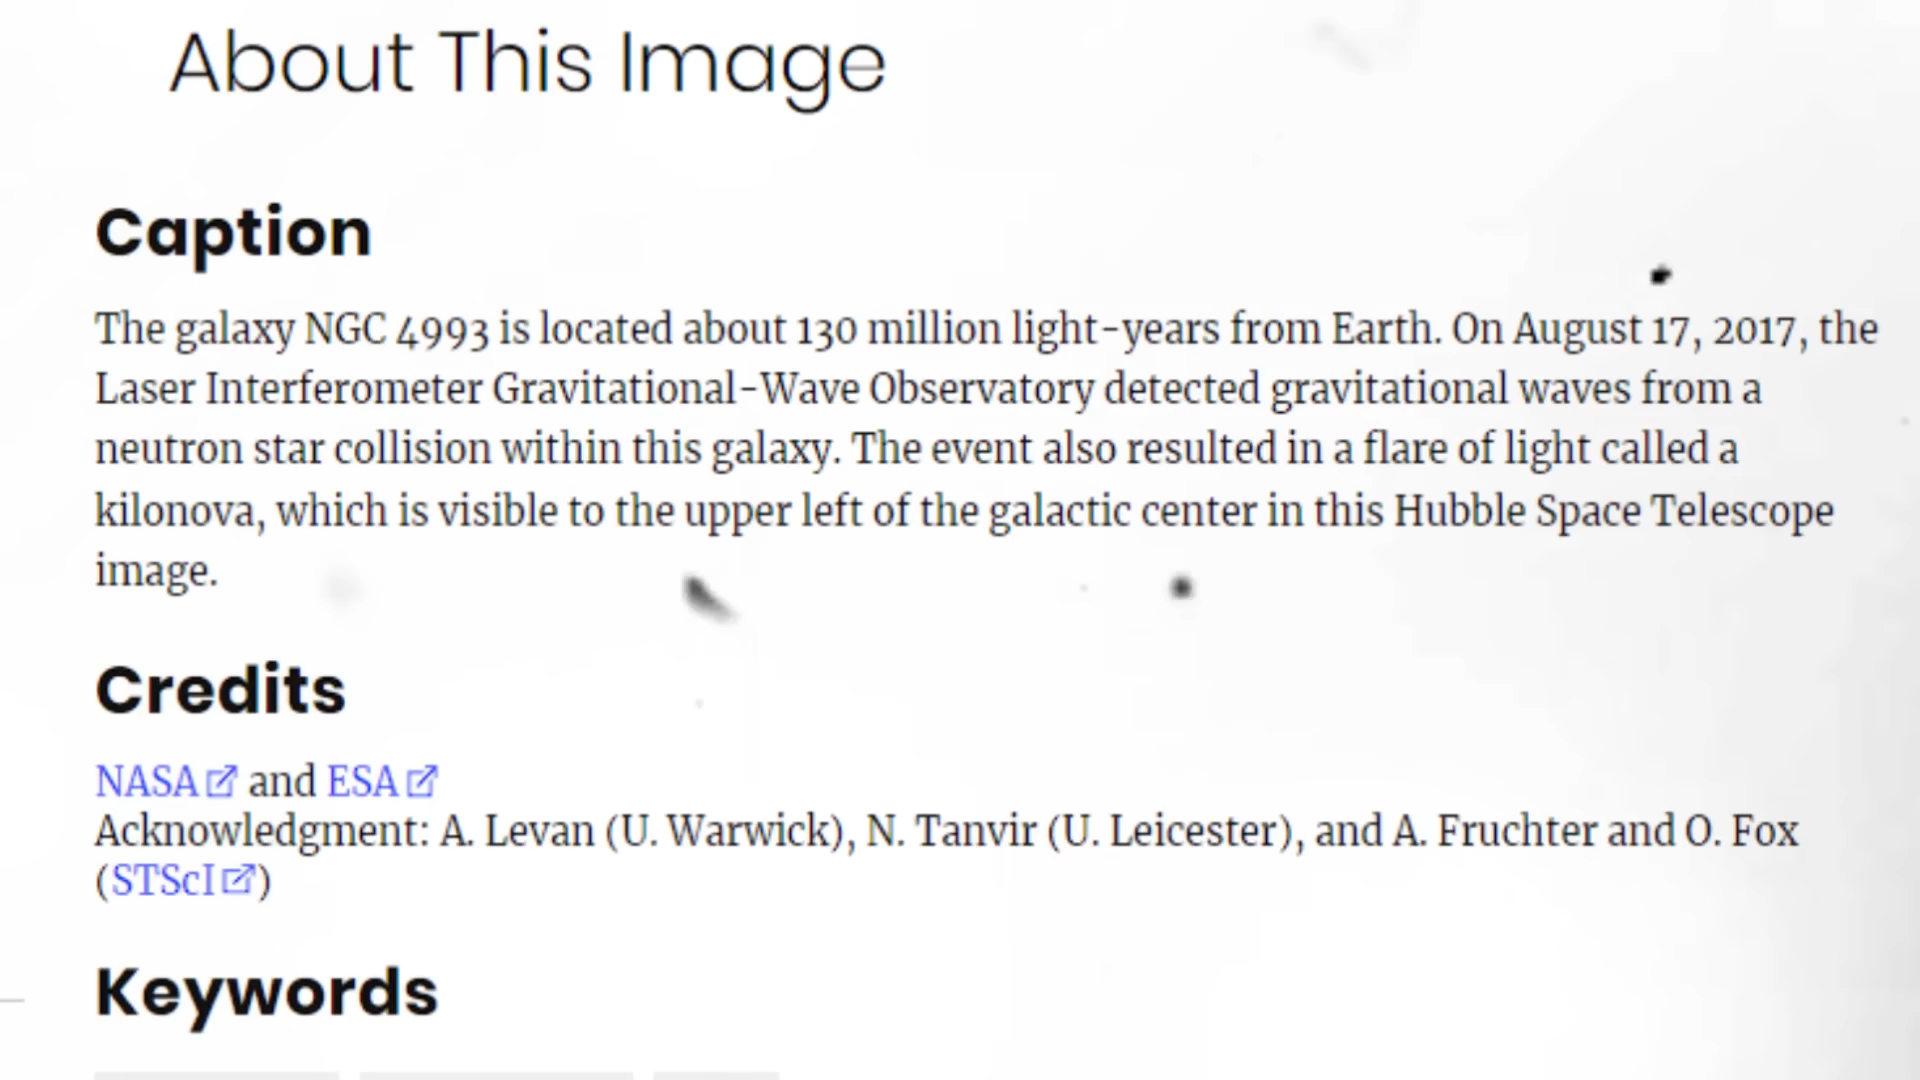 About This Image
Caption
The galaxy NGC 4993 is located about 130 million light-years from Earth. On August 17, 2017, the
Laser Interferometer Gravitational-Wave Observatory detected gravitational waves from a
neutron star collision within this galaxy. The event also resulted in a flare of light called a
kilonova, which is visible to the upper left of the galactic center in this Hubble Space Telescope
image.
Credits
NASA and ESA
Acknowledgment: A. Levan (U. Warwick), N. Tanvir (U. Leicester), and A. Fruchter and O. Fox
(STScI)
Keywords